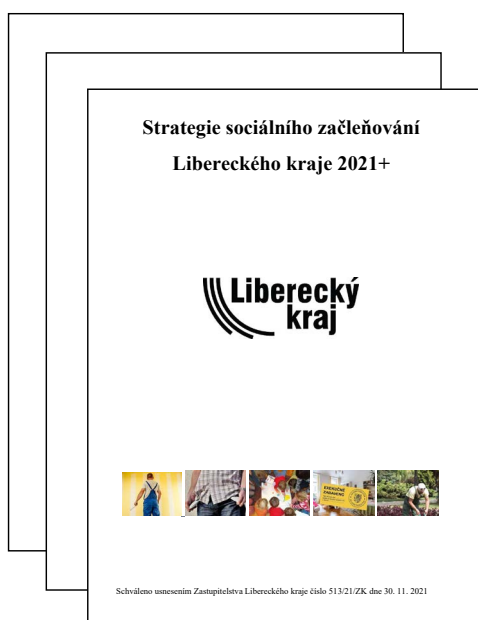 Strategie sociálního začleňování
Libereckého kraje 2021+
Liberecký
kraj
EXEKUČNĚ
ZABAVENO
Schváleno usnesením Zastupitelstva Libereckého kraje číslo 513/21/ZK dne 30. 11. 2021